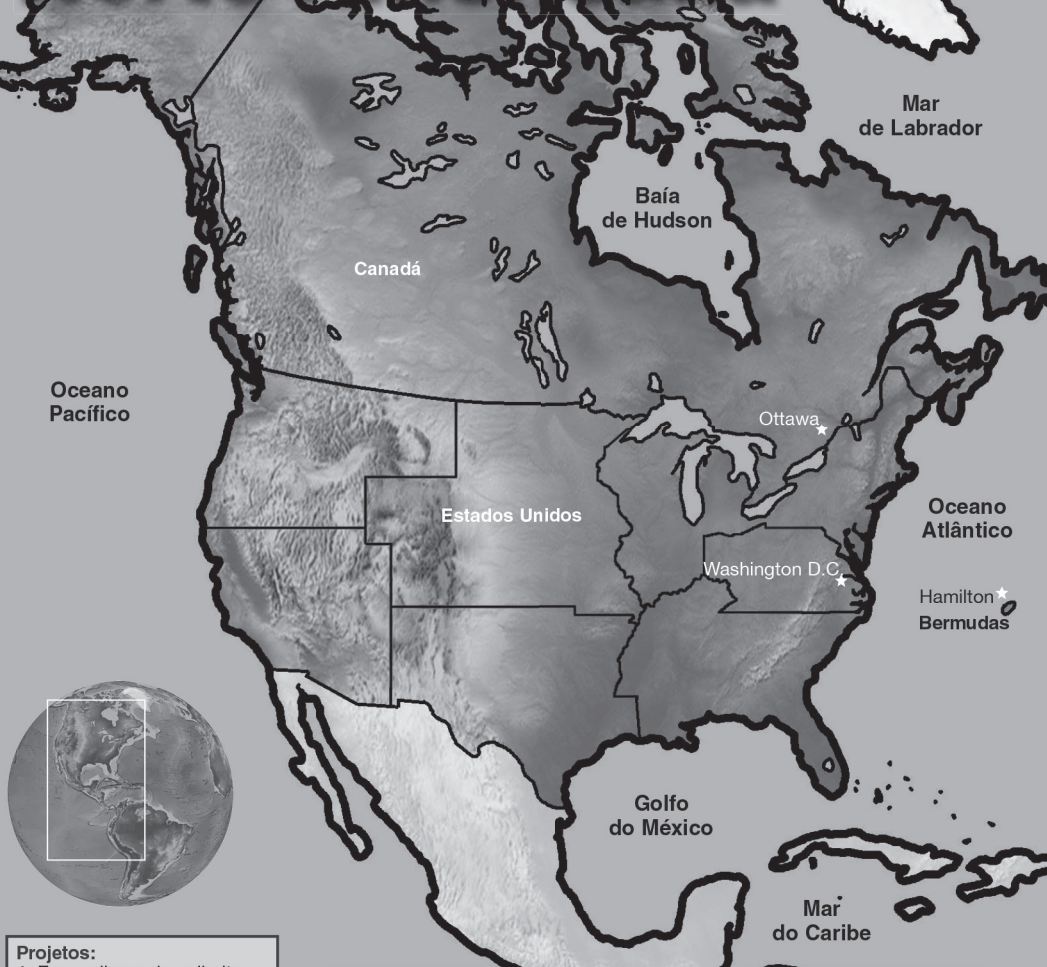 Mar
de Labrador
Baía
de Hudson
Canadá
Oceano
Pacífico
Ottawa
Estados Unidos
Oceano
Atlântico
Washington D.C.
Hamilton
Bermudas
Golfo
do México
Mar
do Caribe
Projetos: